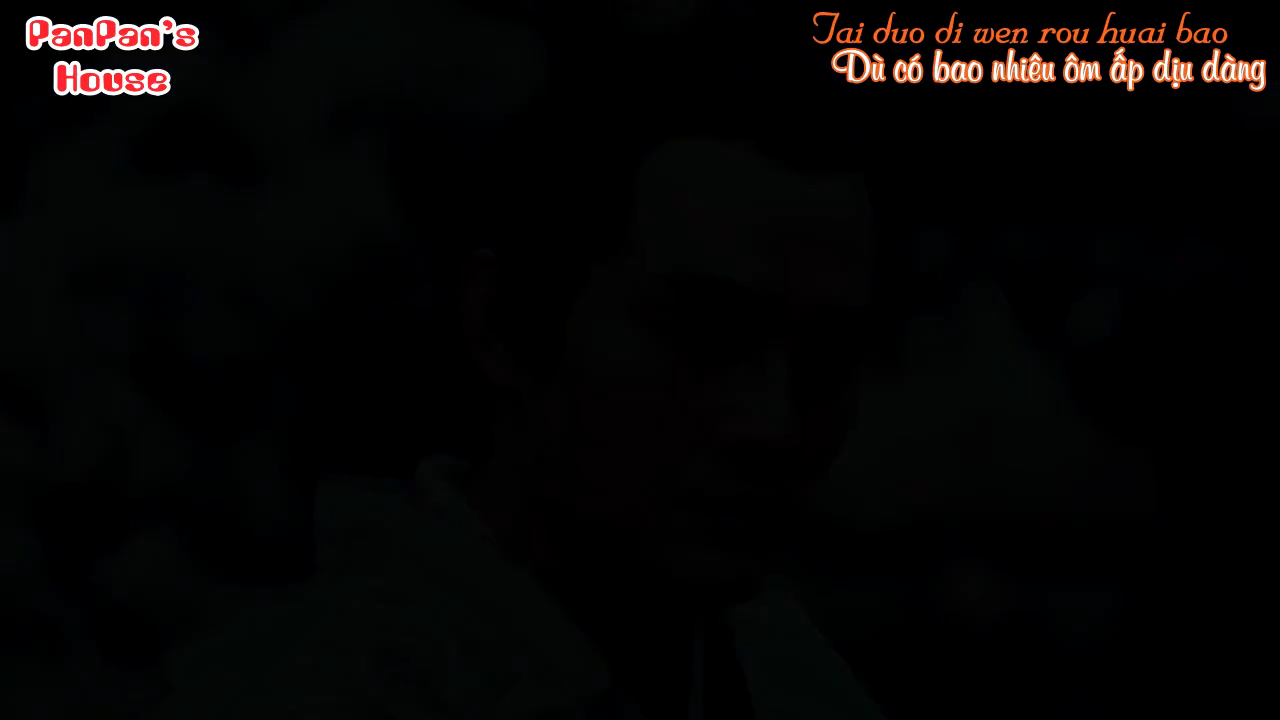 PanPan's
House
Tai duo di wen rou huai bao
Dù có bao nhiêu ôm ấp dịu dàng